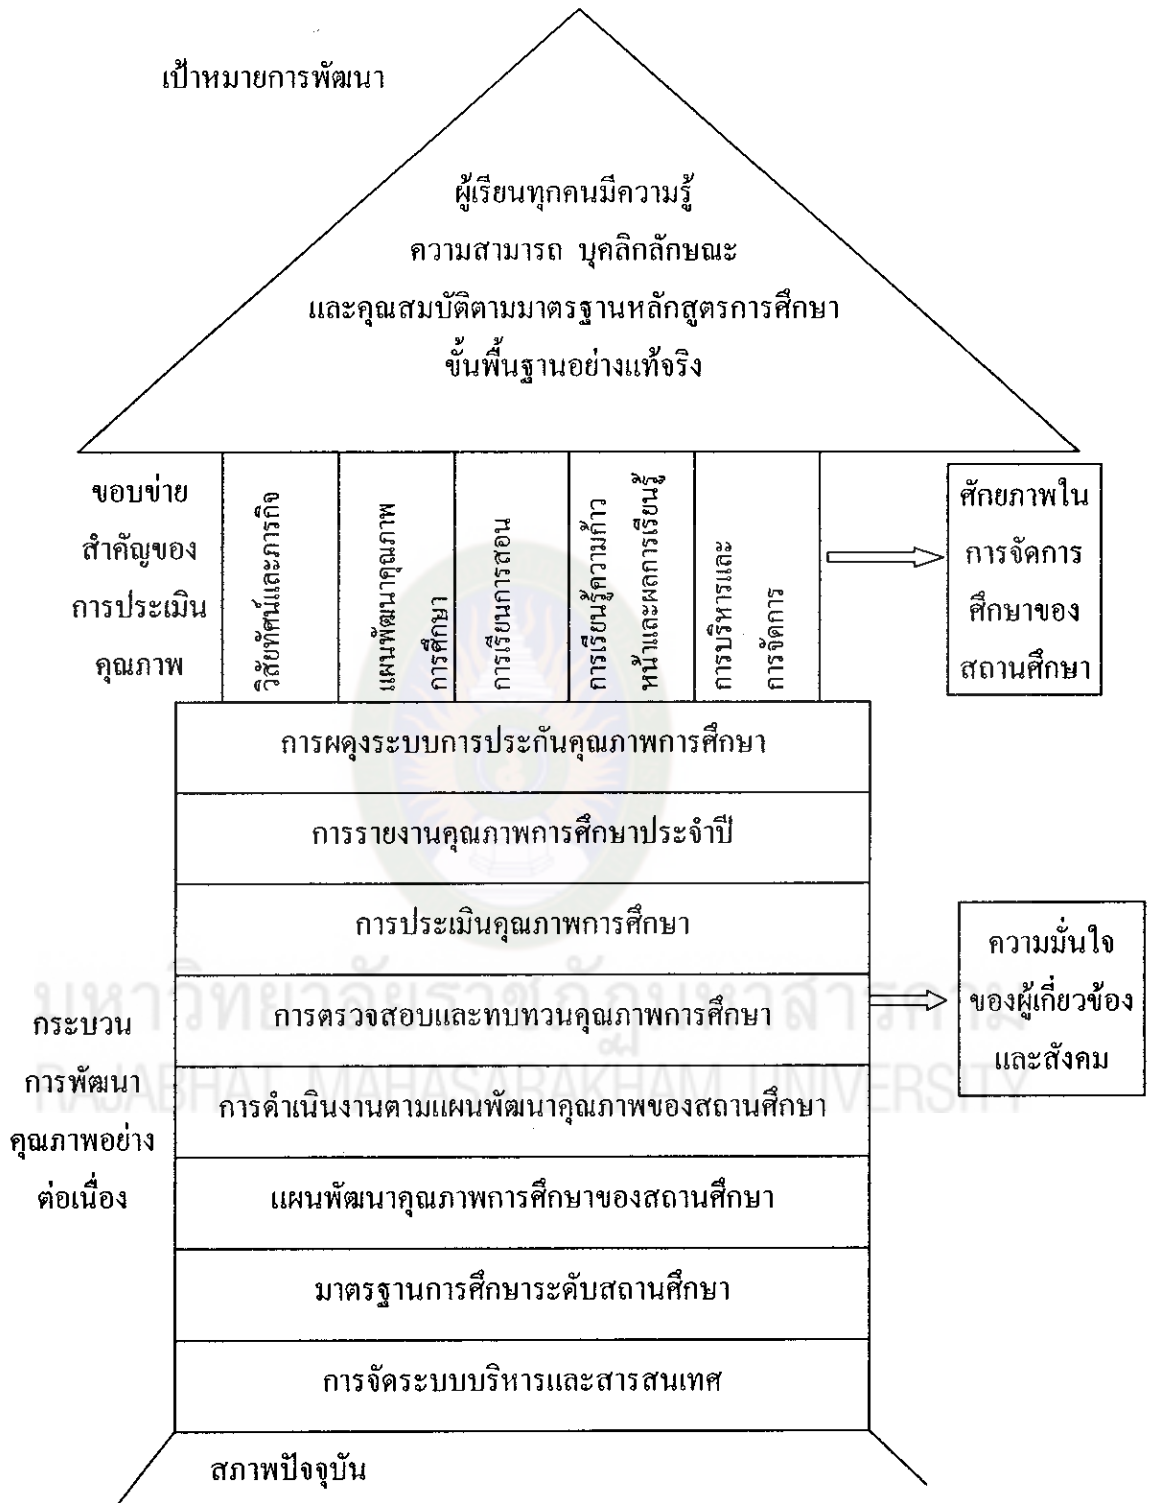 เป้าหมายการพัฒนา
ผู้เรียนทุกคนมีความรู้
ความสามารถ บุคลิกลักษณะ
และคุณสมบัติตามมาตรฐานหลักสูตรการศึกษา
ขั้นพื้นฐานอย่างแท้จริง
ขอบข่าย
สำคัญของ
การประเมิน
คุณภาพ
วิสัยทัศน์และภารกิจ
แผนพัฒนาคุณภาพ
การศึกษา
การเรียนการสอน
การเรียนรู้ความก้าว
หน้าและผลการเรียนรู้
การบริหารและ
การจัดการ
ศักยภาพใน
การจัดการ
ศึกษาของ
สถานศึกษา
การผดุงระบบการประกันคุณภาพการศึกษา
การรายงานคุณภาพการศึกษาประจำปี
การประเมินคุณภาพการศึกษา
การตรวจสอบและทบทวนคุณภาพการศึกษา
การดำเนินงานตามแผนพัฒนาคุณภาพของสถานศึกษา
แผนพัฒนาคุณภาพการศึกษาของสถานศึกษา
มาตรฐานการศึกษาระดับสถานศึกษา
การจัดระบบบริหารและสารสนเทศ
กระบวน
การพัฒนา
คุณภาพอย่าง
ต่อเนื่อง
ความมั่นใจ
ของผู้เกี่ยวข้อง
และสังคม
สภาพปัจจุบัน
มหาวิทยาลัยราชภัฏมหาสารคาม
RAJABHAT MAHASARAKHAM UNIVERSITY